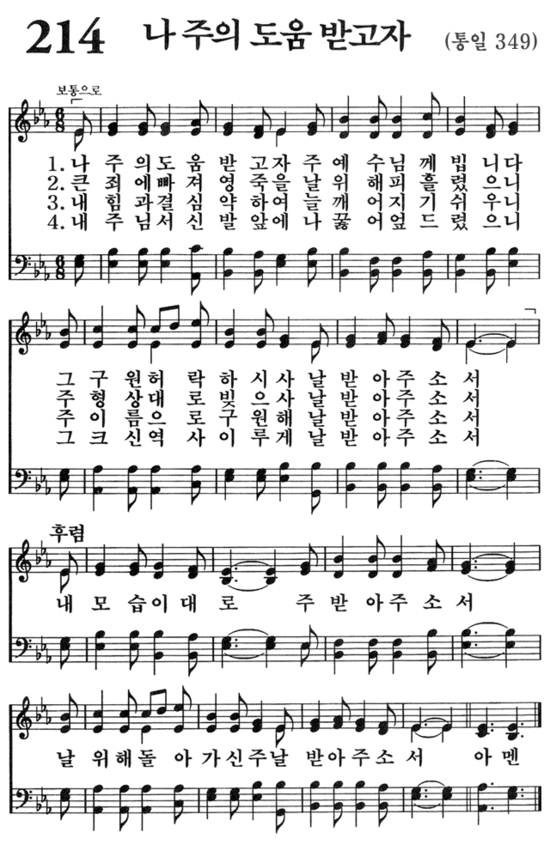 214 나 주의 도움 받고자 (통일 349)
보통으로
1. 나 주의 도움 받고자 주 예수님께 빕니다
2. 큰 죄에 빠져 영 죽을 날 위해 피 흘렸으니
3. 내 힘과 결심 약하여 늘 깨어지기 쉬우니
4. 내 주님 서신 발 앞에 나 꿇어 엎드렸으니
그 구원 허락하시사 날 받아주소서
주 형상대로 빚으사 날 받아주소서
주 이름으로 구원해 날 받아주소서
그 크신 역사 이루게 날 받아주소서
후렴
내 모습 이대로 주 받아주소서
날 위해 돌아가신 주 날 받아주소서 아멘